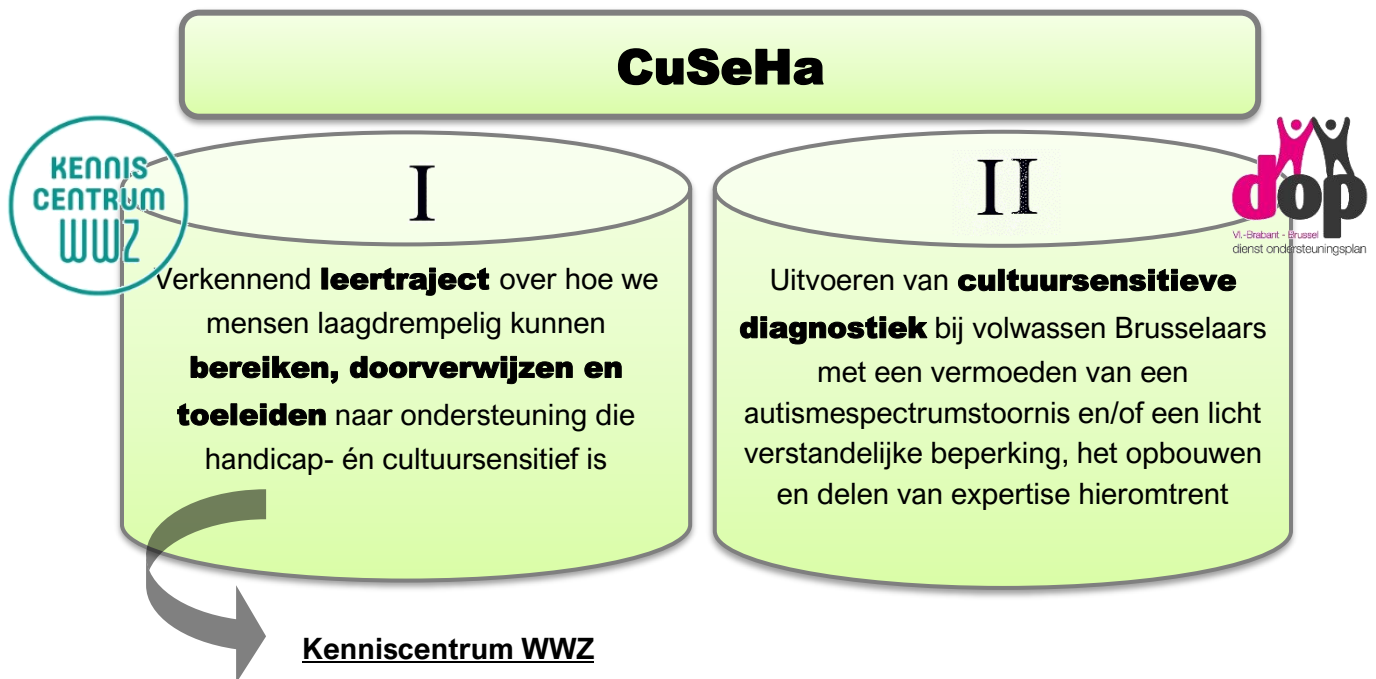 CuSeHa
KENNIS
CENTRUM
WWZ
I
Verkennend leertraject over hoe we
mensen laagdrempelig kunnen
bereiken, doorverwijzen en
toeleiden naar ondersteuning die
handicap- én cultuursensitief is
II
dop
Vl.-Brabant - Brussel
dienst ondersteuningsplan
Uitvoeren van cultuursensitieve
diagnostiek bij volwassen Brusselaars
met een vermoeden van een
autismespectrumstoornis en/of een licht
verstandelijke beperking, het opbouwen
en delen van expertise hieromtrent
Kenniscentrum WWZ